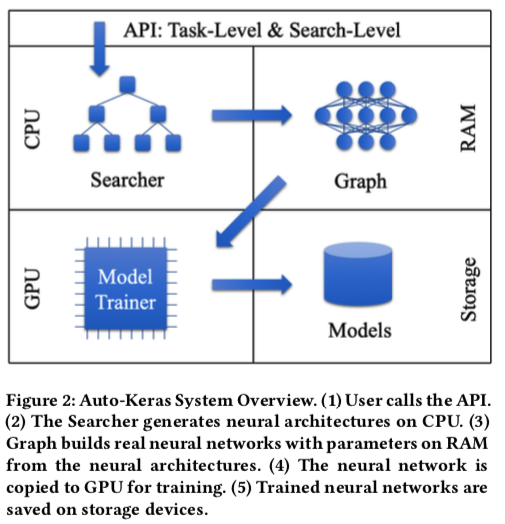 API: Task-Level & Search-Level
CPU
Searcher
Graph
RAM
GPU
Model
Trainer
Models
Storage
Figure 2: Auto-Keras System Overview. (1) User calls the API.
(2) The Searcher generates neural architectures on CPU. (3)
Graph builds real neural networks with parameters on RAM
from the neural architectures. (4) The neural network is
copied to GPU for training. (5) Trained neural networks are
saved on storage devices.